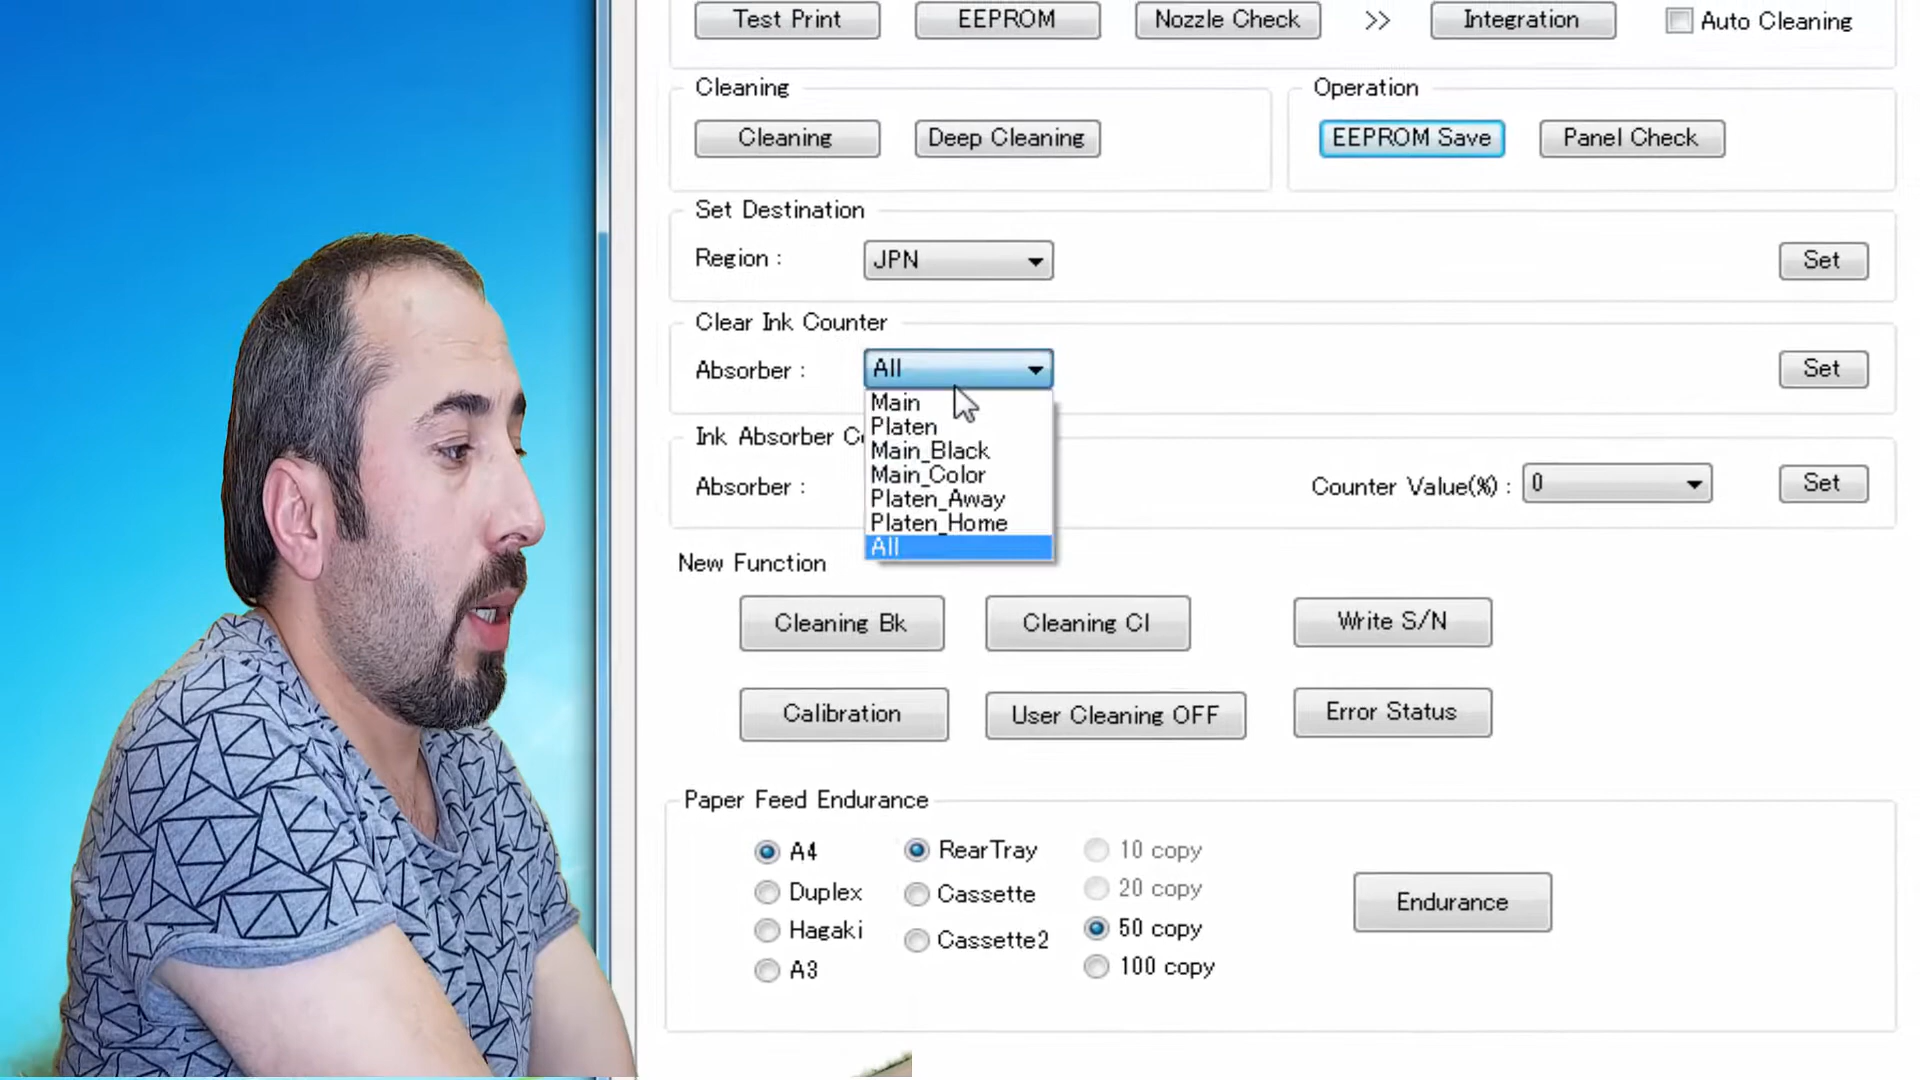 Test Print EEPROM Nozzle Check >> Integration Auto Cleaning
Cleaning Operation
Cleaning Deep Cleaning EEPROM Save Panel Check
Set Destination
Region : JPN Set
Clear Ink Counter
Absorber : All Set
Main
Platen
Main_Black
Main_Color
Platen_Away
Platen_Home
All
Ink Absorber C
Absorber : Counter Value(%) : 0 Set
New Function
Cleaning Bk Cleaning Cl Write S/N
Calibration User Cleaning OFF Error Status
Paper Feed Endurance
A4 RearTray 10 copy
Duplex Cassette 20 copy
Hagaki Cassette2 50 copy
A3 100 copy
Endurance